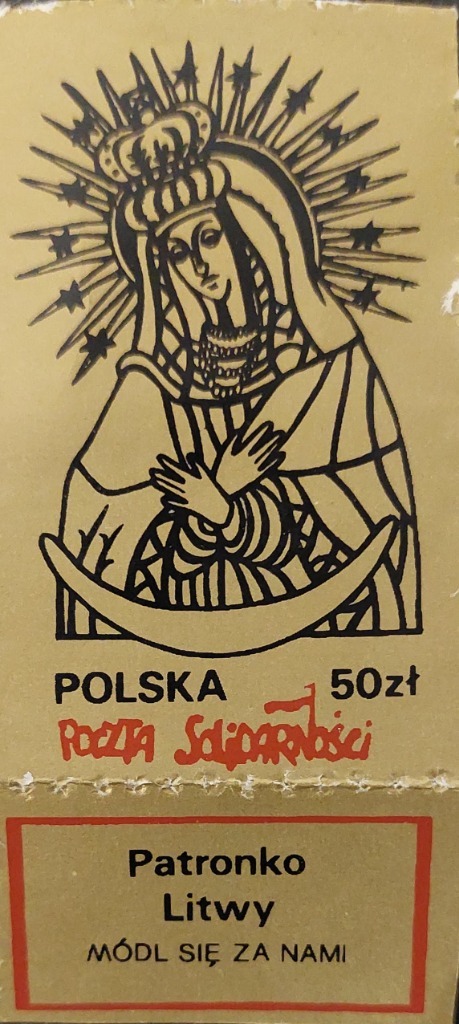 POLSKA 50zł
POCZTA SOLiDARNOŚCi
Patronko
Litwy
MÓDL SIĘ ZA NAMI